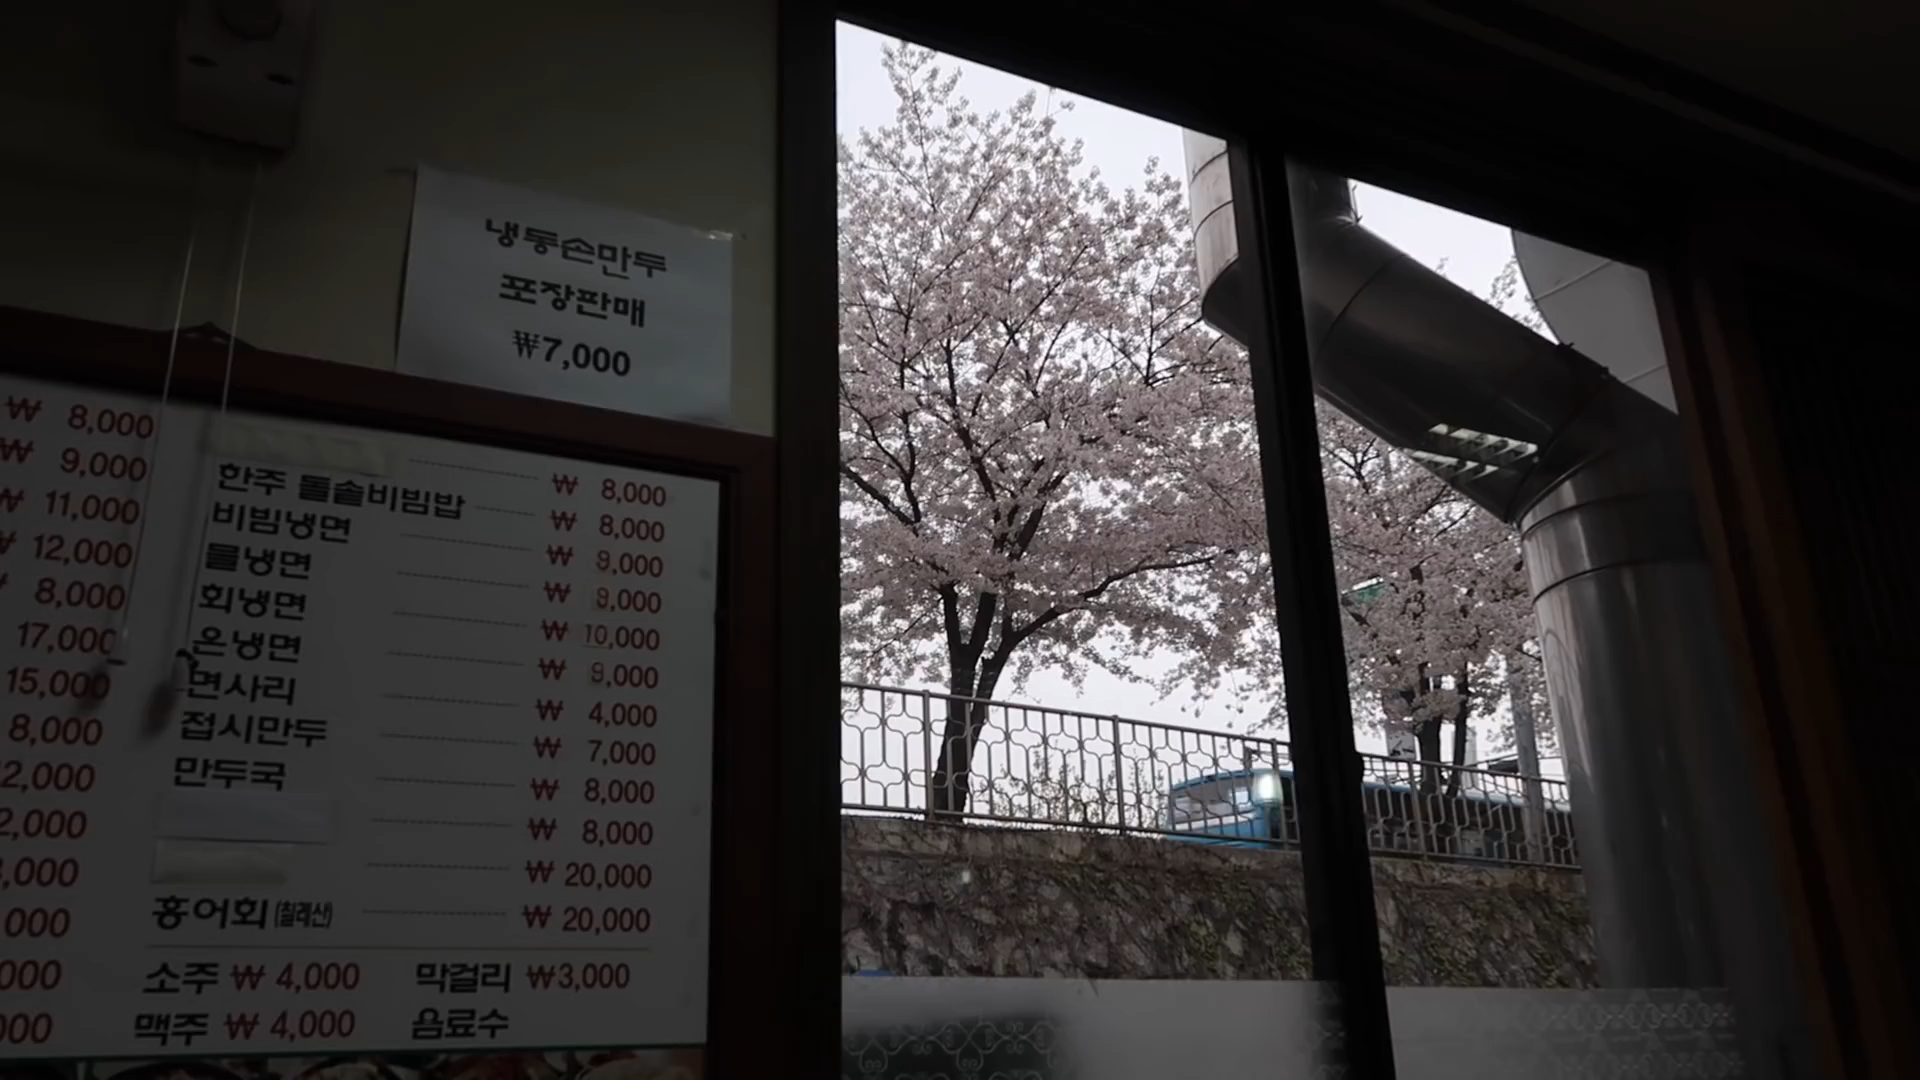 냉동손만두
포장판매
₩7,000
₩ 8,000
₩ 9,000
₩ 11,000
₩ 12,000
8,000
17,000
15,000
8,000
2,000
2,000
,000
000
000
000
₩ 8,000
한주 돌솥비빔밥 ₩ 8,000
비빔냉면 ₩ 9,000
물냉면 ₩ 9,000
회냉면 ₩ 10,000
온냉면 ₩ 9,000
면사리 ₩ 4,000
접시만두 ₩ 7,000
만두국 ₩ 8,000
₩ 8,000
₩ 20,000
홍어회(칠레산) ₩ 20,000
소주 ₩ 4,000 막걸리 ₩3,000
맥주 ₩ 4,000 음료수